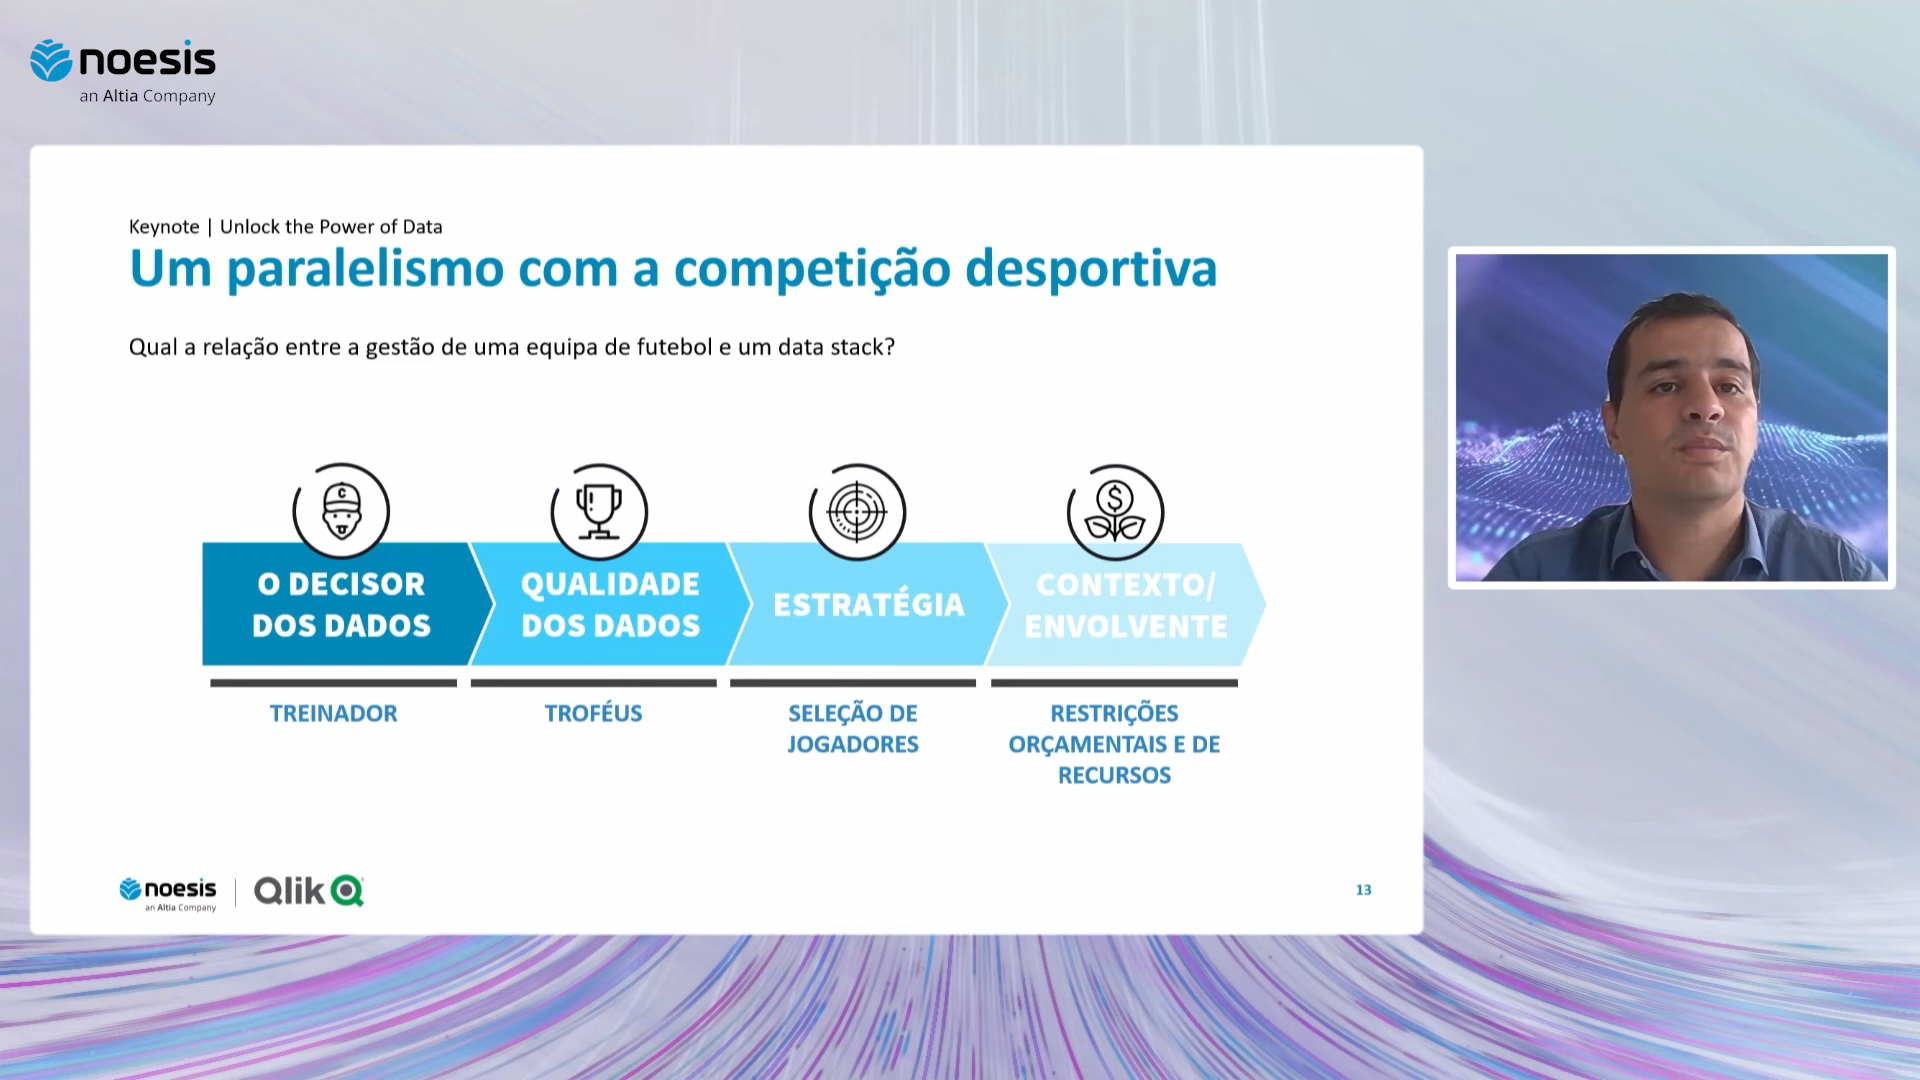 noesis
an Altia Company
Keynote | Unlock the Power of Data
Um paralelismo com a competição desportiva
Qual a relação entre a gestão de uma equipa de futebol e um data stack?
C
$
O DECISOR
DOS DADOS
QUALIDADE
DOS DADOS
ESTRATÉGIA
CONTEXTO/
ENVOLVENTE
TREINADOR
TROFÉUS
SELEÇÃO DE
JOGADORES
RESTRIÇÕES
ORÇAMENTAIS E DE
RECURSOS
noesis
an Altia Company
Qlik
13